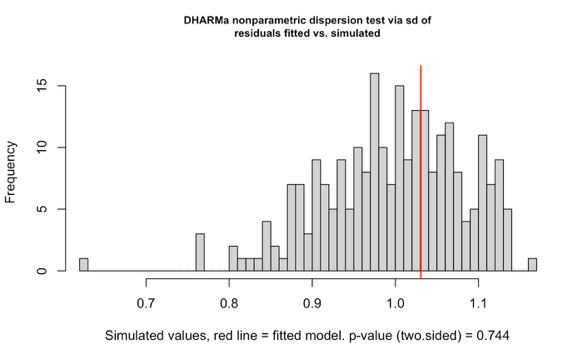 DHARMa nonparametric dispersion test via sd of
residuals fitted vs. simulated
Frequency
15
10
5
0
0.7 0.8 0.9 1.0 1.1
Simulated values, red line = fitted model. p-value (two.sided) = 0.744